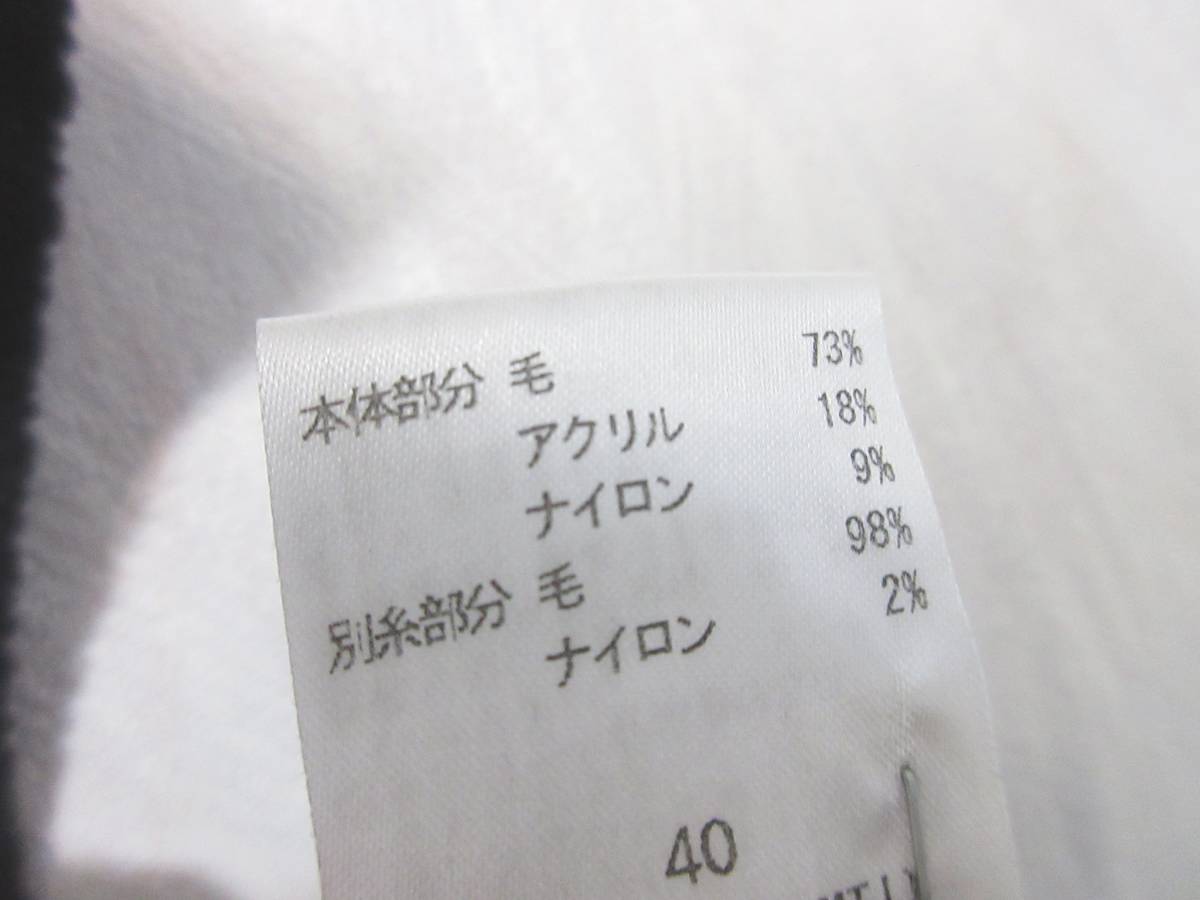 本体部分 毛 73%
アクリル 18%
ナイロン 9%
別糸部分 毛 98%
ナイロン 2%
40